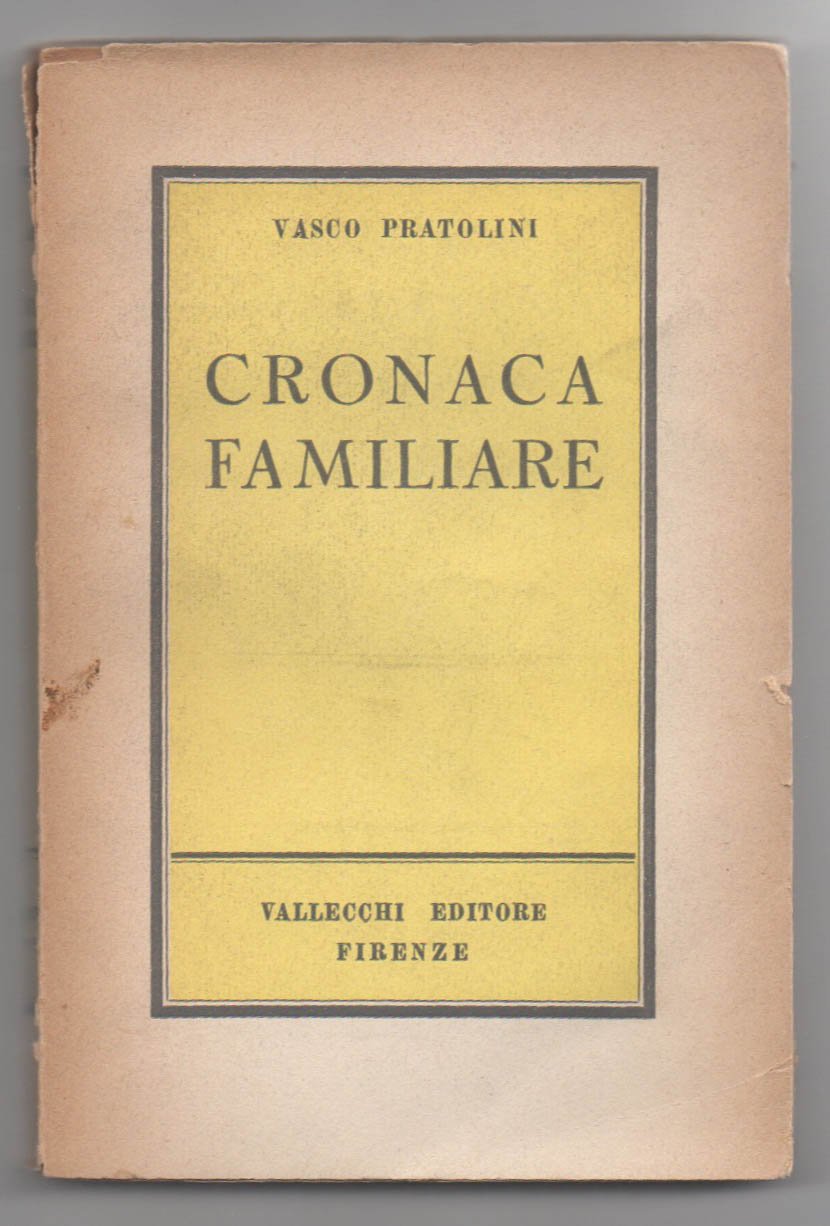 VASCO PRATOLINI
CRONACA
FAMILIARE
VALLECCHI EDITORE
FIRENZE